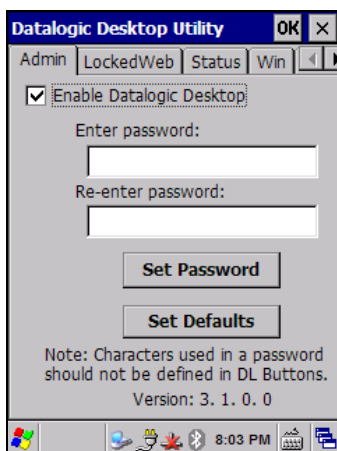 Datalogic Desktop Utility OK ×
Admin LockedWeb Status Win
Enable Datalogic Desktop
Enter password:
Re-enter password:
Set Password
Set Defaults
Note: Characters used in a password
should not be defined in DL Buttons.
Version: 3. 1. 0. 0
8:03 PM